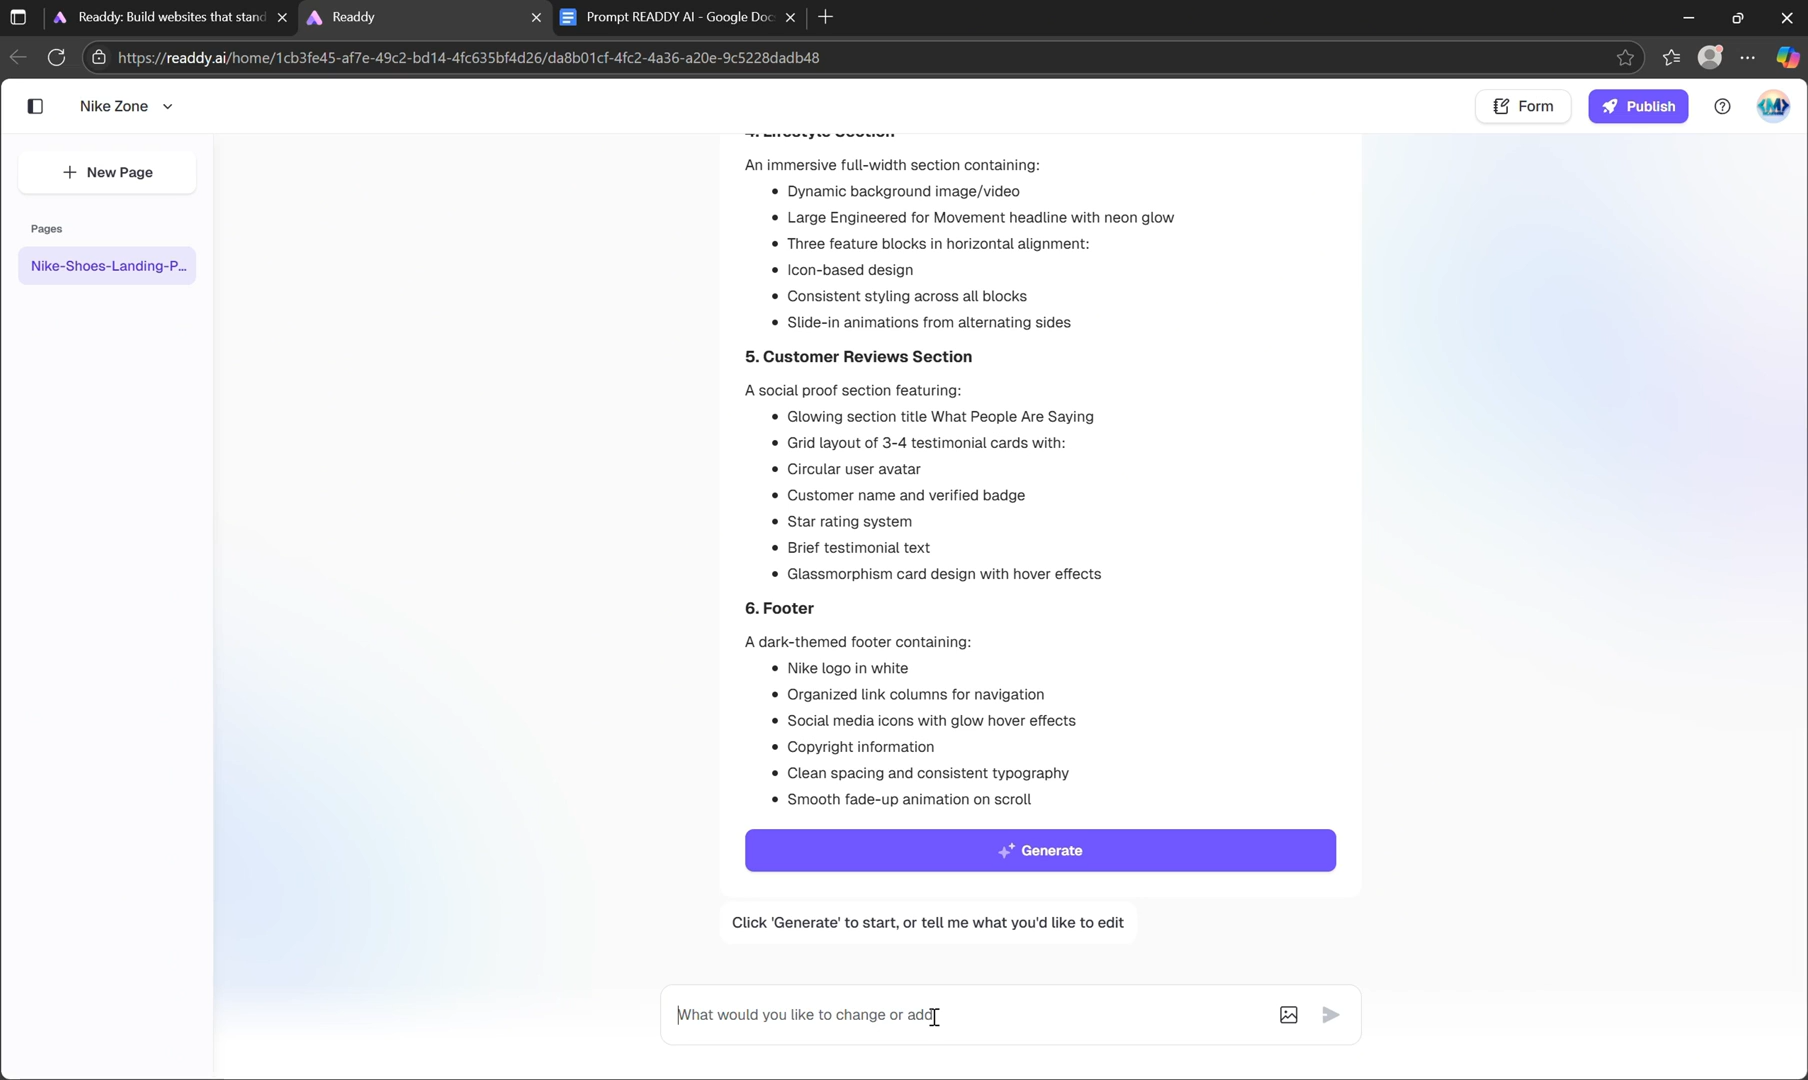 Readdy: Build websites that stand
Readdy
Prompt READDY AI - Google Doc
https://readdy.ai/home/1cb3fe45-af7e-49c2-bd14-4fc635bf4d26/da8b01cf-4fc2-4a36-a20e-9c5228dadb48
Nike Zone
Form
Publish
New Page
Pages
Nike-Shoes-Landing-P...
4. Lifestyle Section
An immersive full-width section containing:
• Dynamic background image/video
• Large Engineered for Movement headline with neon glow
• Three feature blocks in horizontal alignment:
• Icon-based design
• Consistent styling across all blocks
• Slide-in animations from alternating sides
5. Customer Reviews Section
A social proof section featuring:
• Glowing section title What People Are Saying
• Grid layout of 3-4 testimonial cards with:
• Circular user avatar
• Customer name and verified badge
• Star rating system
• Brief testimonial text
• Glassmorphism card design with hover effects
6. Footer
A dark-themed footer containing:
• Nike logo in white
• Organized link columns for navigation
• Social media icons with glow hover effects
• Copyright information
• Clean spacing and consistent typography
• Smooth fade-up animation on scroll
Generate
Click 'Generate' to start, or tell me what you'd like to edit
What would you like to change or add